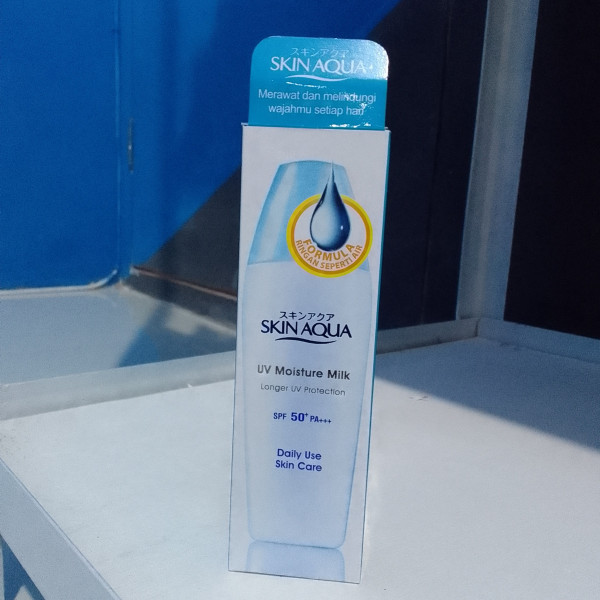 スキンアクア
SKIN AQUA
Merawat dan melindungi
wajahmu setiap hari
FORMULA
RINGAN SEPERTI AIR
スキンアクア
SKIN AQUA
UV Moisture Milk
Longer UV Protection
SPF 50+ PA+++
Daily Use
Skin Care